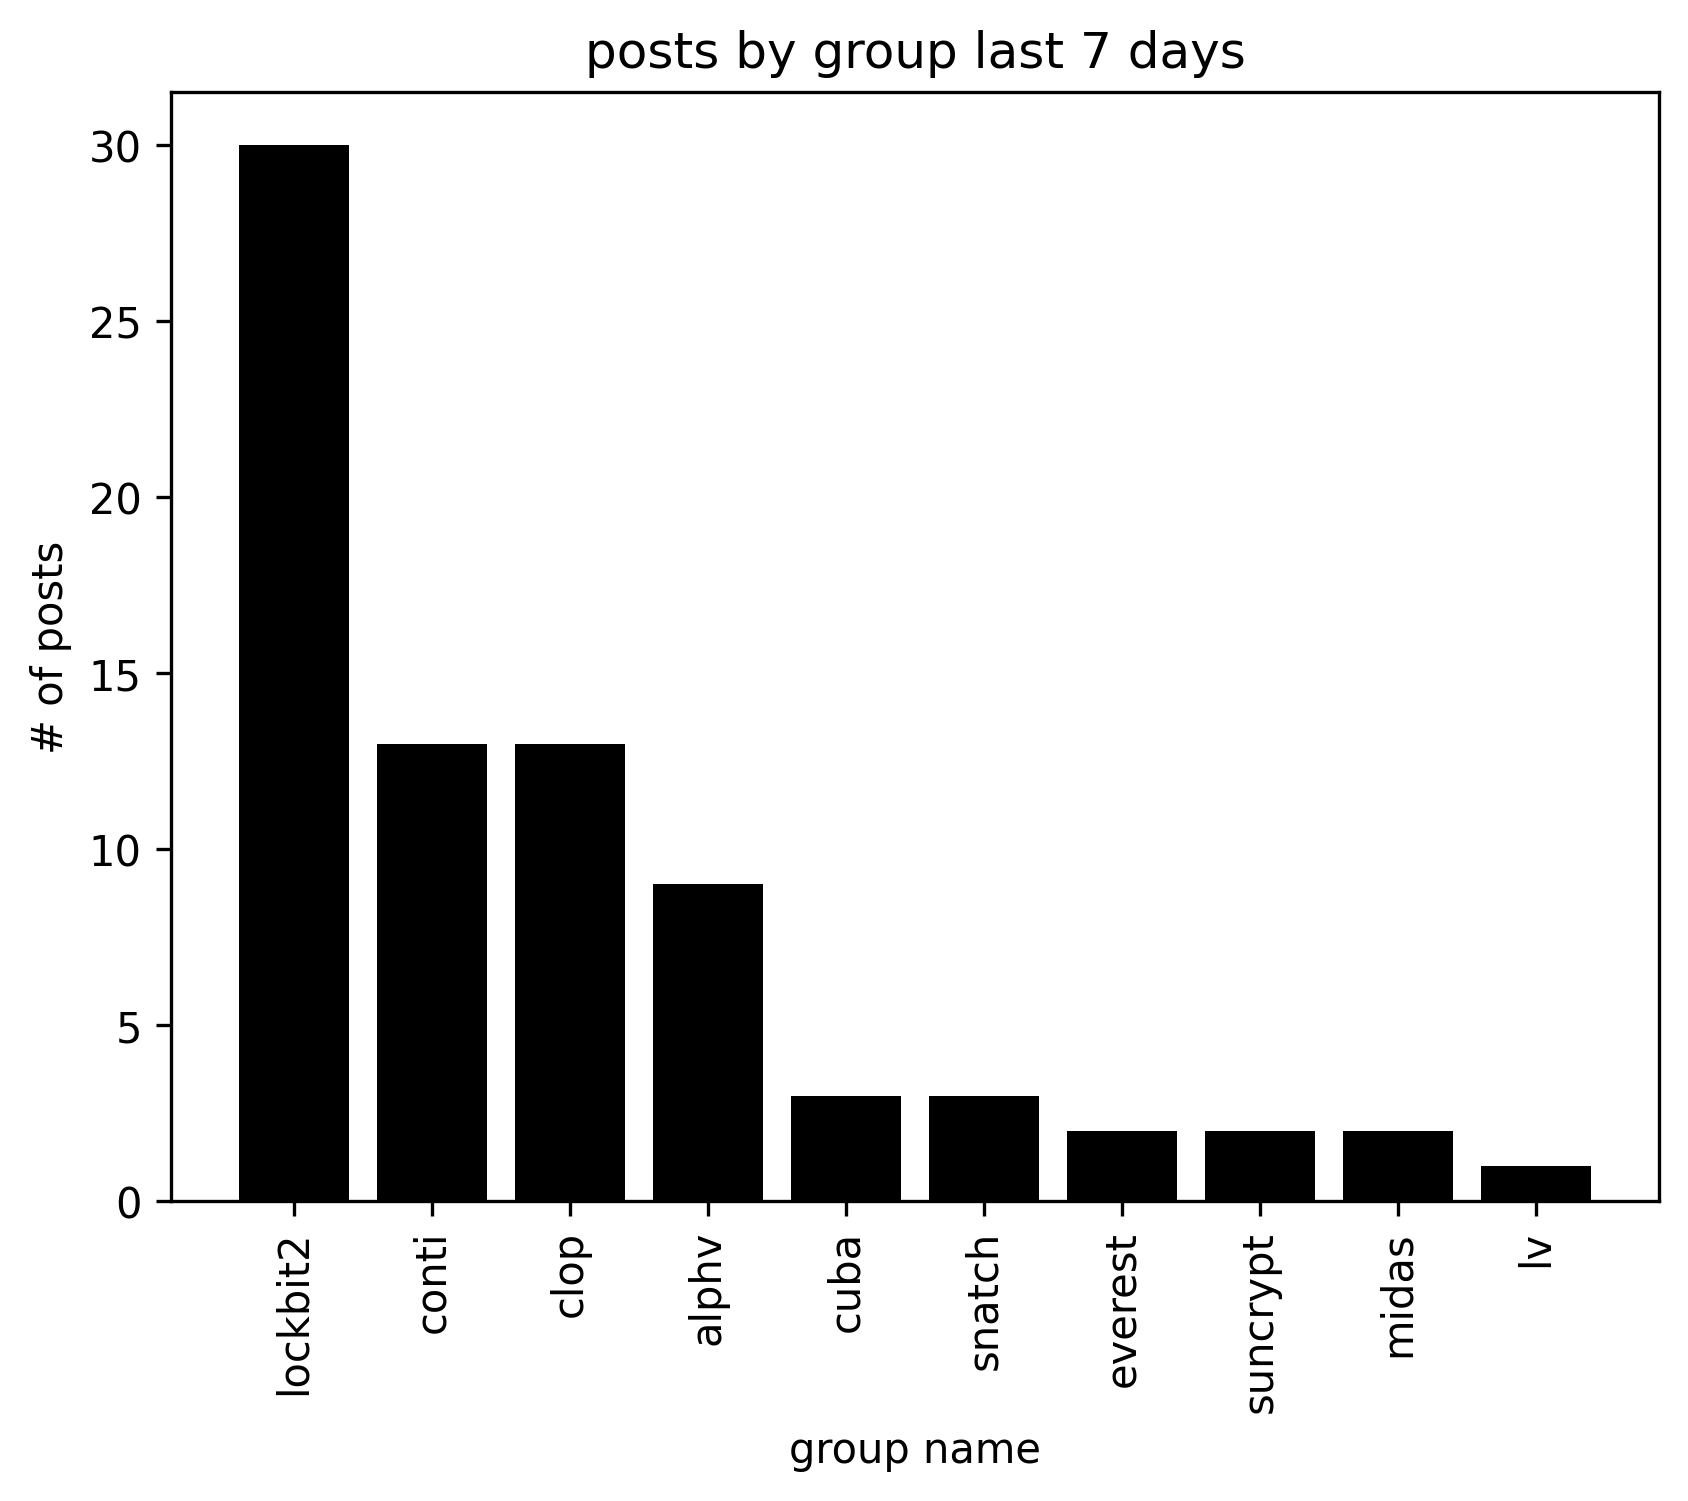 posts by group last 7 days
# of posts
30
25
20
15
10
5
0
lockbit2
conti
clop
alphv
cuba
snatch
everest
suncrypt
midas
lv
group name